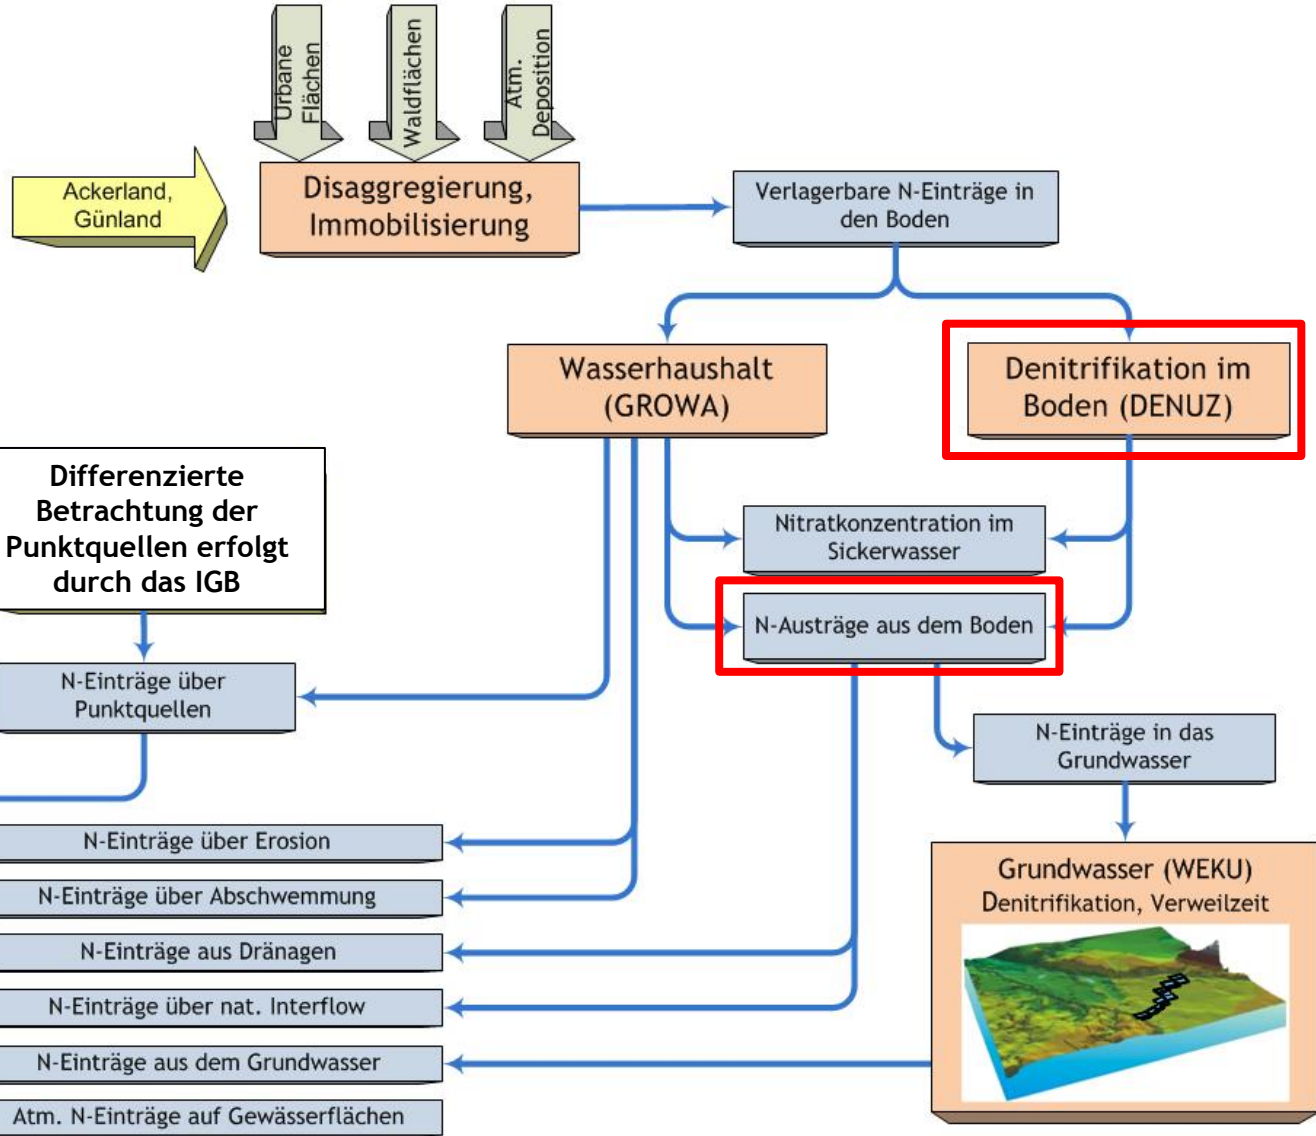 Urbane
Flächen
Waldflächen
Atm.
Deposition
Ackerland,
Günland
Disaggregierung,
Immobilisierung
Verlagerbare N-Einträge in
den Boden
Wasserhaushalt
(GROWA)
Denitrifikation im
Boden (DENUZ)
Differenzierte
Betrachtung der
Punktquellen erfolgt
durch das IGB
Nitratkonzentration im
Sickerwasser
N-Austräge aus dem Boden
N-Einträge über
Punktquellen
N-Einträge in das
Grundwasser
N-Einträge über Erosion
N-Einträge über Abschwemmung
N-Einträge aus Dränagen
N-Einträge über nat. Interflow
N-Einträge aus dem Grundwasser
Atm. N-Einträge auf Gewässerflächen
Grundwasser (WEKU)
Denitrifikation, Verweilzeit